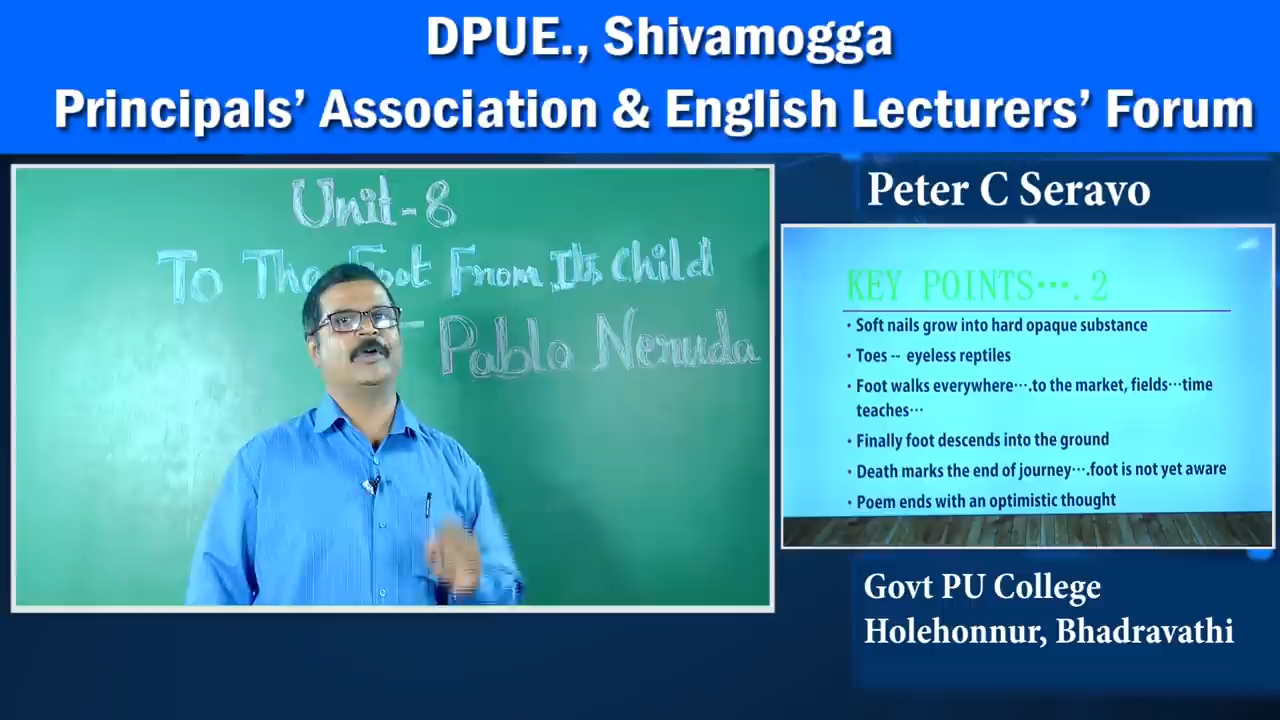 DPUE., Shivamogga
Principals’ Association & English Lecturers’ Forum
Unit-8
To The Foot From Its Child
– Pablo Neruda
Peter C Seravo
KEY POINTS….2
• Soft nails grow into hard opaque substance
• Toes -- eyeless reptiles
• Foot walks everywhere….to the market, fields…time
teaches…
• Finally foot descends into the ground
• Death marks the end of journey….foot is not yet aware
• Poem ends with an optimistic thought
Govt PU College
Holehonnur, Bhadravathi